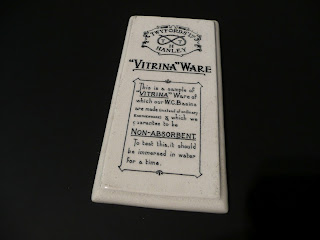 TWYFORDS LTD
HANLEY
"VITRINA" WARE
This is a sample of
"VITRINA" Ware of
which our W.C.Basins
are made instead of ordinary
Earthenware & which we
guarantee to be
NON-ABSORBENT.
To test this, it should
be immersed in water
for a time.